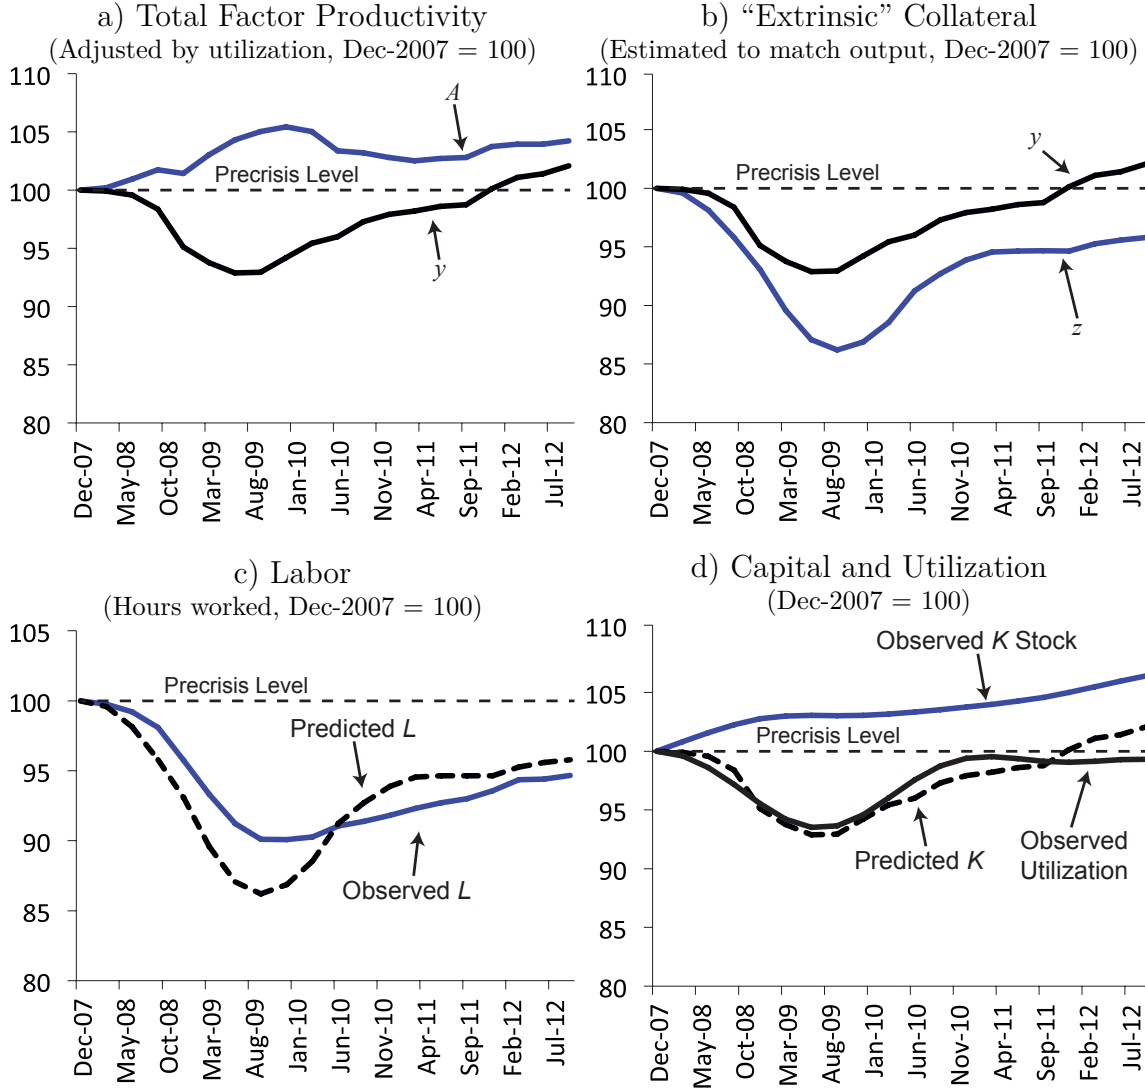 a) Total Factor Productivity
(Adjusted by utilization, Dec-2007 = 100)
110
105
100
95
90
85
80
A
Precrisis Level
y
Dec-07
May-08
Oct-08
Mar-09
Aug-09
Jan-10
Jun-10
Nov-10
Apr-11
Sep-11
Feb-12
Jul-12
b) “Extrinsic” Collateral
(Estimated to match output, Dec-2007 = 100)
110
105
100
95
90
85
80
y
Precrisis Level
z
Dec-07
May-08
Oct-08
Mar-09
Aug-09
Jan-10
Jun-10
Nov-10
Apr-11
Sep-11
Feb-12
Jul-12
c) Labor
(Hours worked, Dec-2007 = 100)
105
100
95
90
85
80
Precrisis Level
Predicted L
Observed L
Dec-07
May-08
Oct-08
Mar-09
Aug-09
Jan-10
Jun-10
Nov-10
Apr-11
Sep-11
Feb-12
Jul-12
d) Capital and Utilization
(Dec-2007 = 100)
110
105
100
95
90
85
80
Observed K Stock
Precrisis Level
Predicted K
Observed
Utilization
Dec-07
May-08
Oct-08
Mar-09
Aug-09
Jan-10
Jun-10
Nov-10
Apr-11
Sep-11
Feb-12
Jul-12